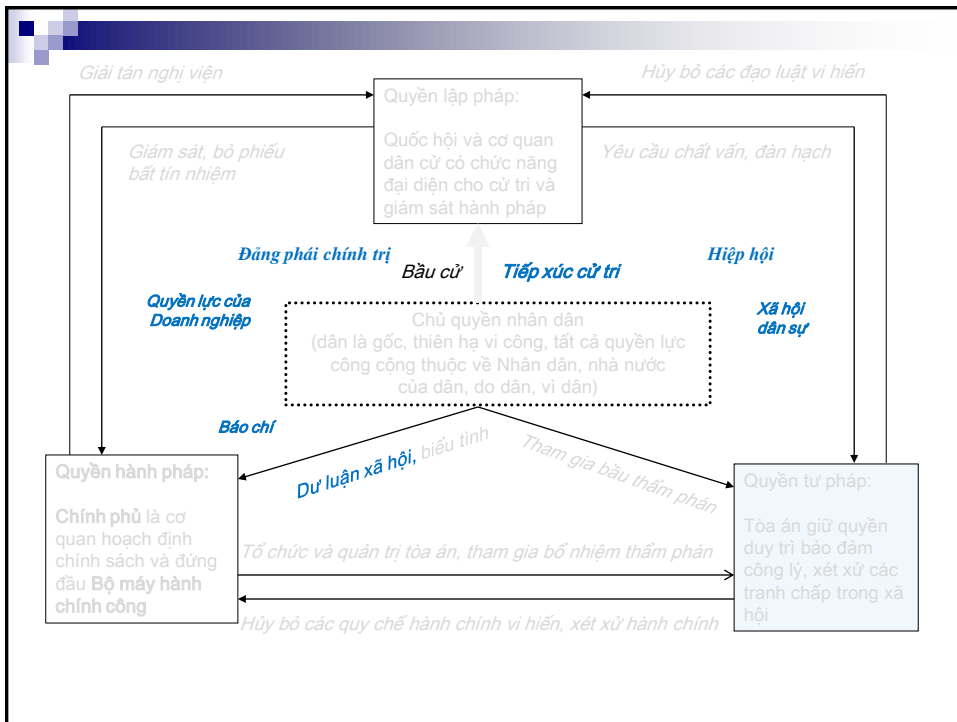 Giải tán nghị viện
Hủy bỏ các đạo luật vi hiến
Quyền lập pháp:
Quốc hội và cơ quan
dân cử có chức năng
đại diện cho cử tri và
giám sát hành pháp
Giám sát, bỏ phiếu
bất tín nhiệm
Yêu cầu chất vấn, đàn hạch
Đảng phái chính trị
Bầu cử
Tiếp xúc cử tri
Hiệp hội
Quyền lực của
Doanh nghiệp
Xã hội
dân sự
Chủ quyền nhân dân
(dân là gốc, thiên hạ vi công, tất cả quyền lực
công cộng thuộc về Nhân dân, nhà nước
của dân, do dân, vì dân)
Báo chí
Dư luận xã hội, biểu tình
Tham gia bầu thẩm phán
Quyền hành pháp:
Chính phủ là cơ
quan hoạch định
chính sách và đứng
đầu Bộ máy hành
chính công
Quyền tư pháp:
Tòa án giữ quyền
duy trì bảo đảm
công lý, xét xử các
tranh chấp trong xã
hội
Tổ chức và quản trị tòa án, tham gia bổ nhiệm thẩm phán
Hủy bỏ các quy chế hành chính vi hiến, xét xử hành chính